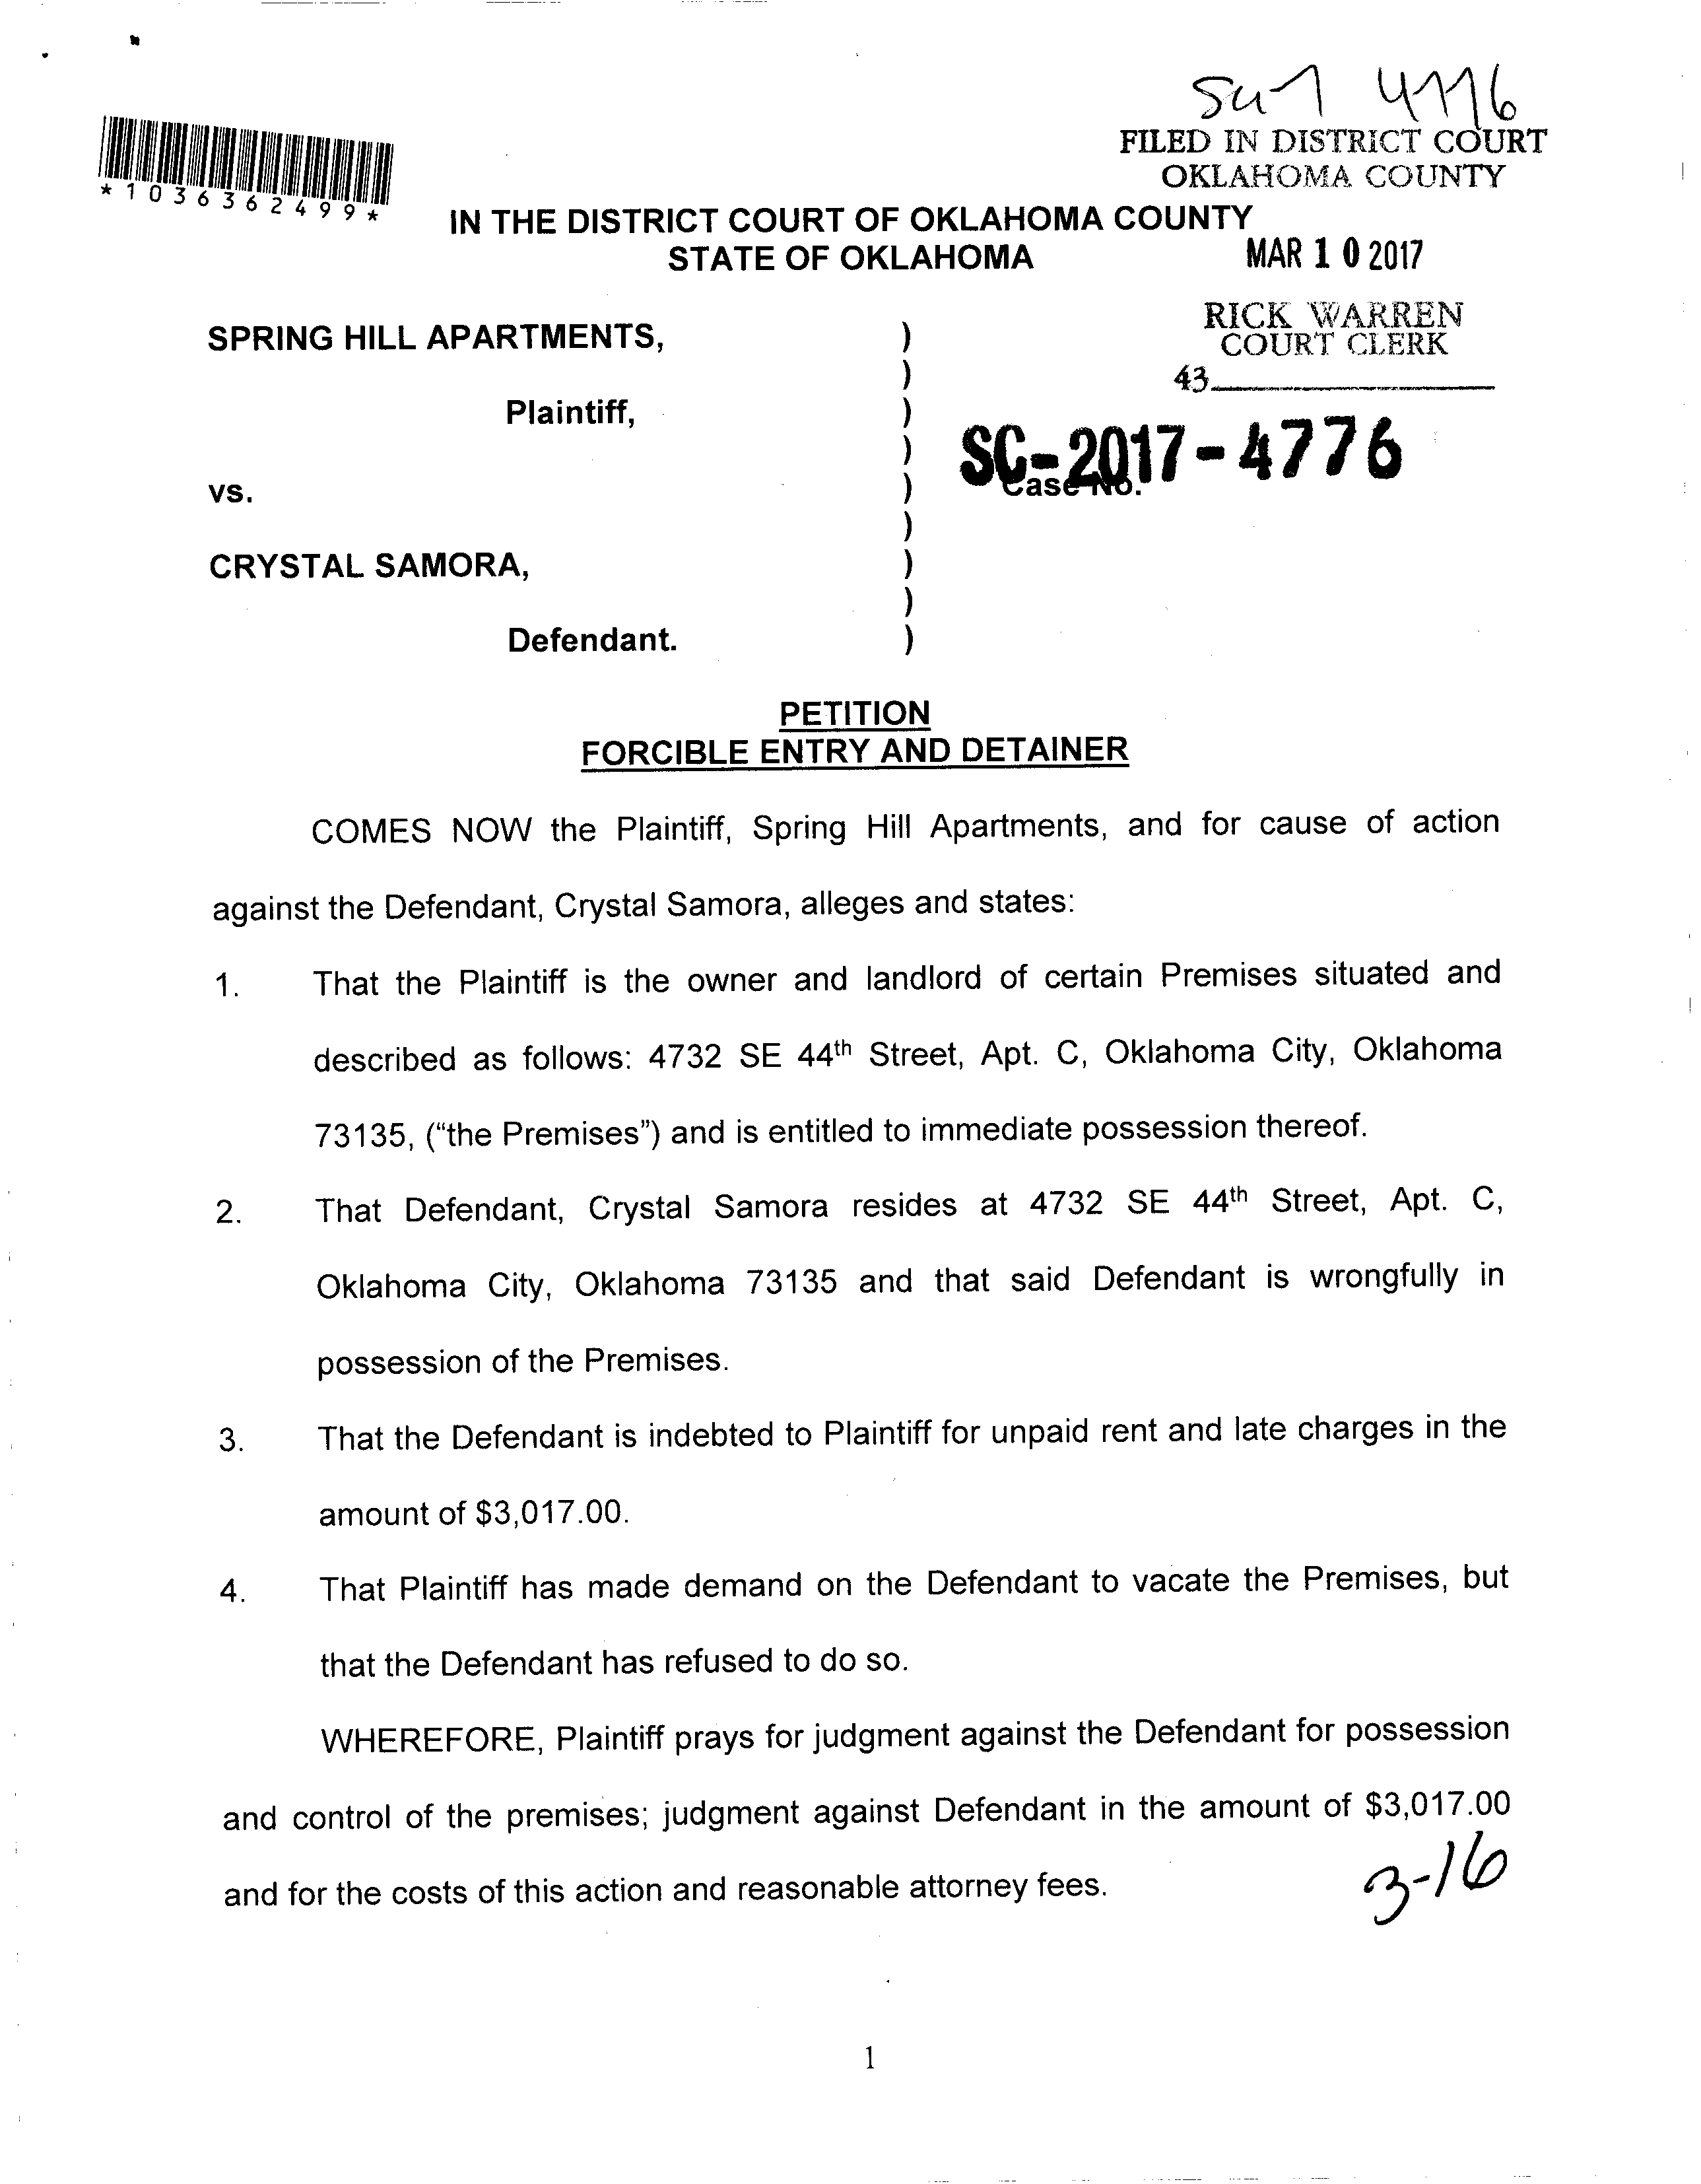 4776
FILED IN DISTRICT COURT
OKLAHOMA COUNTY
*1036362499*
IN THE DISTRICT COURT OF OKLAHOMA COUNTY
STATE OF OKLAHOMA
MAR 10 2017
RICK WARREN
COURT CLERK
43
SPRING HILL APARTMENTS, )
)
Plaintiff, )
)
vs. )
)
CRYSTAL SAMORA, )
)
Defendant. )
SC-2017-4776
Case No.
PETITION
FORCIBLE ENTRY AND DETAINER
COMES NOW the Plaintiff, Spring Hill Apartments, and for cause of action
against the Defendant, Crystal Samora, alleges and states:
1. That the Plaintiff is the owner and landlord of certain Premises situated and
described as follows: 4732 SE 44th Street, Apt. C, Oklahoma City, Oklahoma
73135, (“the Premises”) and is entitled to immediate possession thereof.
2. That Defendant, Crystal Samora resides at 4732 SE 44th Street, Apt. C,
Oklahoma City, Oklahoma 73135 and that said Defendant is wrongfully in
possession of the Premises.
3. That the Defendant is indebted to Plaintiff for unpaid rent and late charges in the
amount of $3,017.00.
4. That Plaintiff has made demand on the Defendant to vacate the Premises, but
that the Defendant has refused to do so.
WHEREFORE, Plaintiff prays for judgment against the Defendant for possession
and control of the premises; judgment against Defendant in the amount of $3,017.00
and for the costs of this action and reasonable attorney fees.
3-16
1